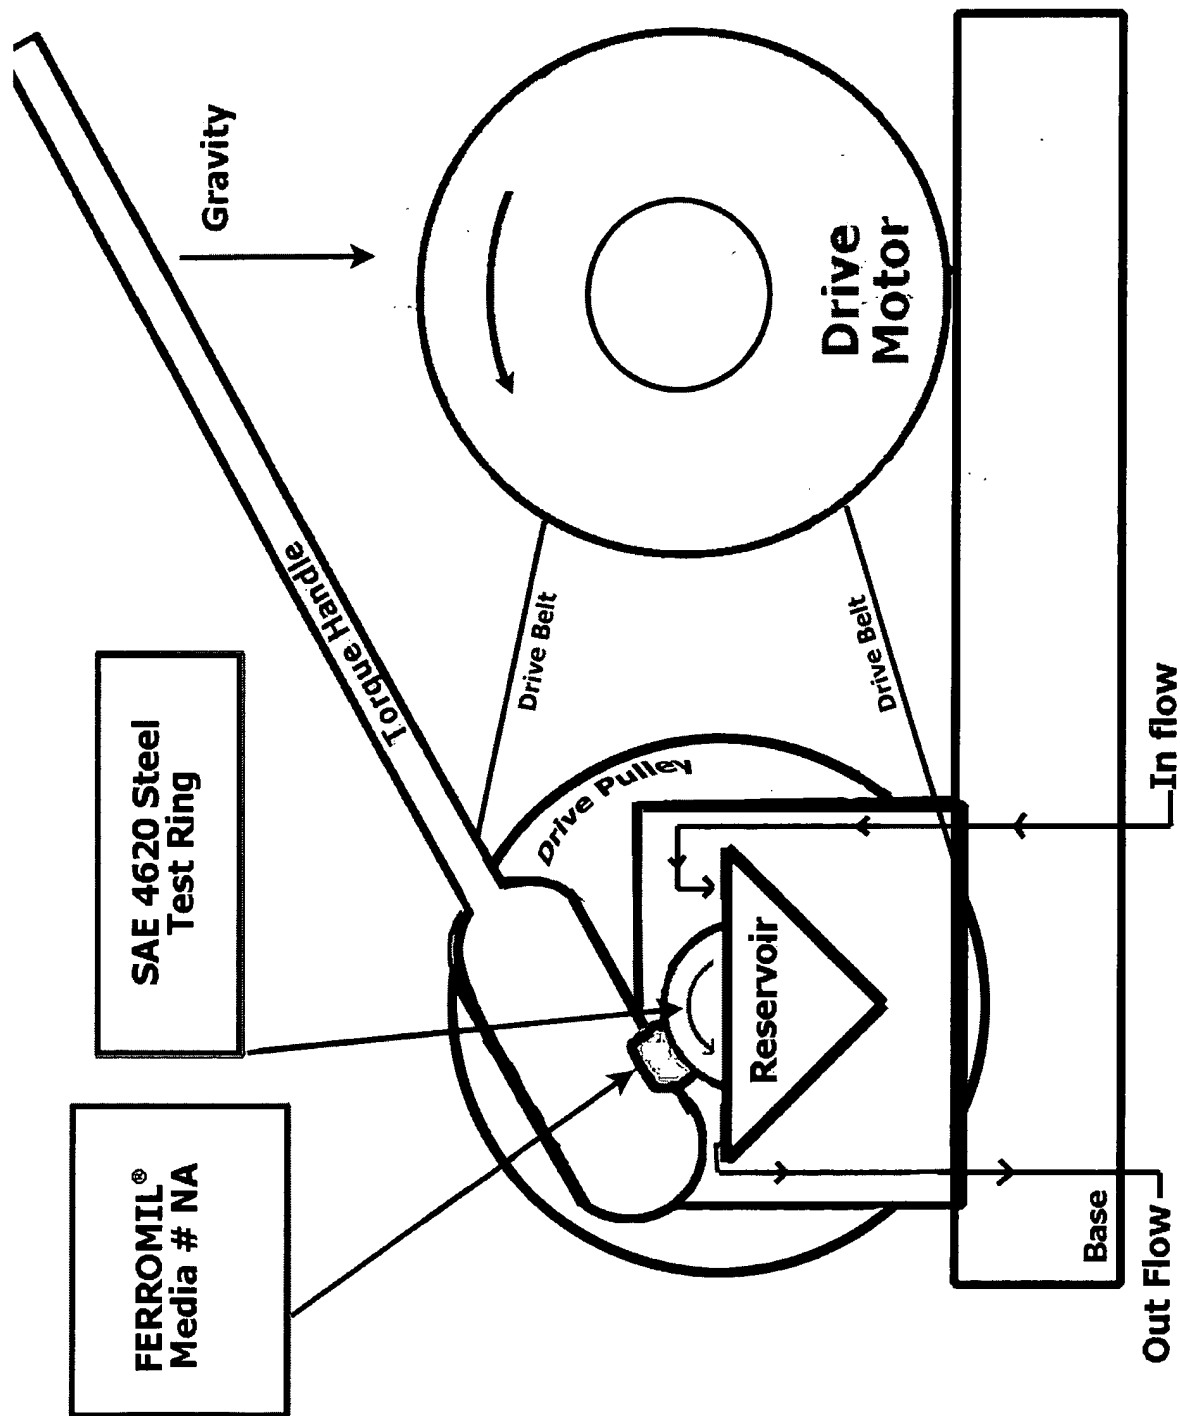 FERROMIL®
Media # NA
SAE 4620 Steel
Test Ring
Gravity
Torque Handle
Drive Belt
Drive Pulley
Drive
Motor
Drive Belt
Reservoir
Base
Out Flow
In flow